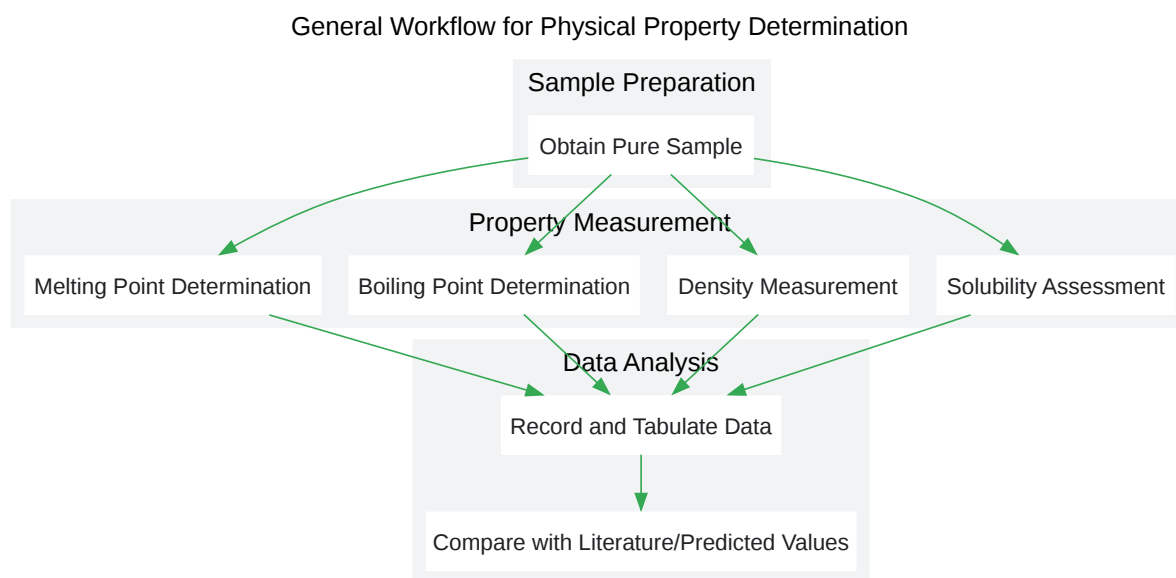 General Workflow for Physical Property Determination
Sample Preparation
Obtain Pure Sample
Property Measurement
Melting Point Determination
Boiling Point Determination
Density Measurement
Solubility Assessment
Data Analysis
Record and Tabulate Data
Compare with Literature/Predicted Values